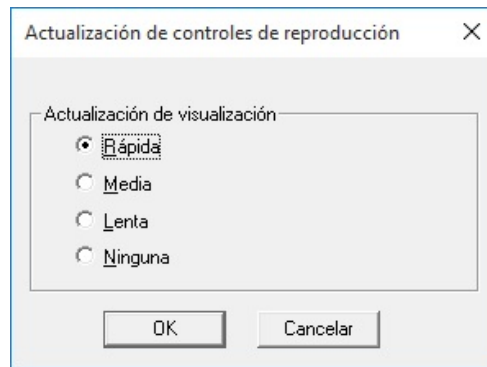 Actualización de controles de reproducción
Actualización de visualización
Rápida
Media
Lenta
Ninguna
OK
Cancelar